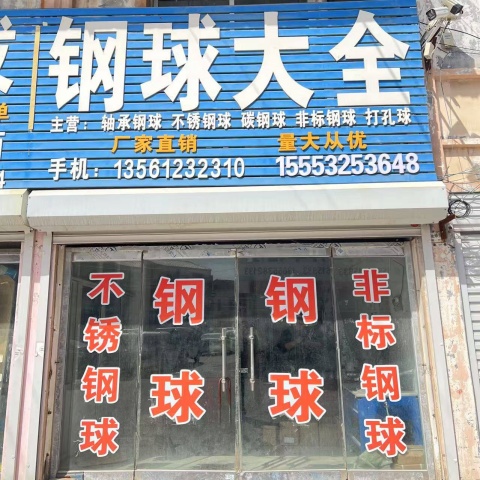 钢球大全
主营：轴承钢球 不锈钢球 碳钢球 非标钢球 打孔球
厂家直销 量大从优
手机：13561232310 15553253648
不锈钢球
钢球
钢球
非标钢球